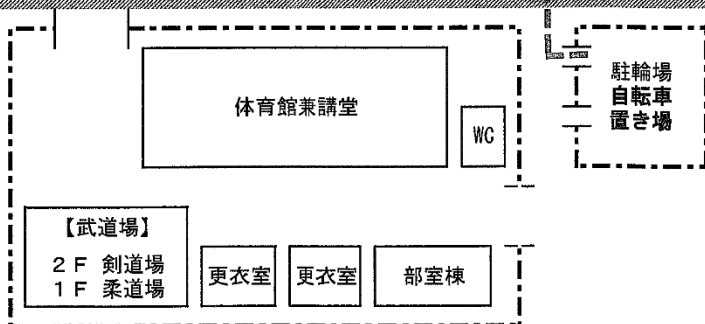 体育館兼講堂
WC
駐輪場
自転車
置き場
【武道場】
2F 剣道場
1F 柔道場
更衣室
更衣室
部室棟